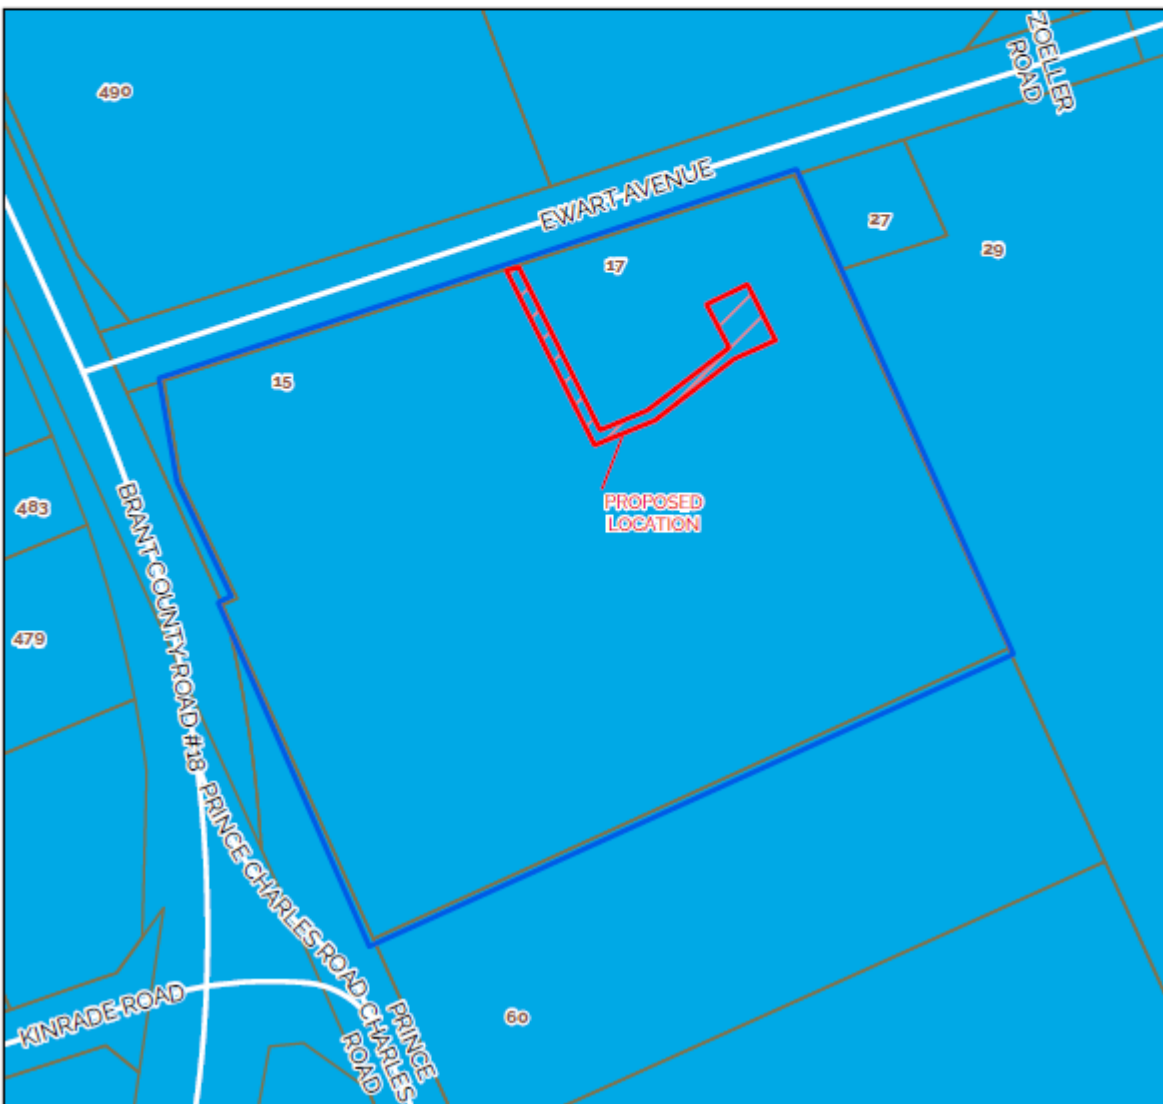 ZOELLER
ROAD
490
EWART AVENUE
27
29
17
15
PROPOSED
LOCATION
483
BRANT COUNTY ROAD #18
479
PRINCE CHARLES ROAD
KINRADE ROAD
PRINCE
CHARLES
ROAD
60